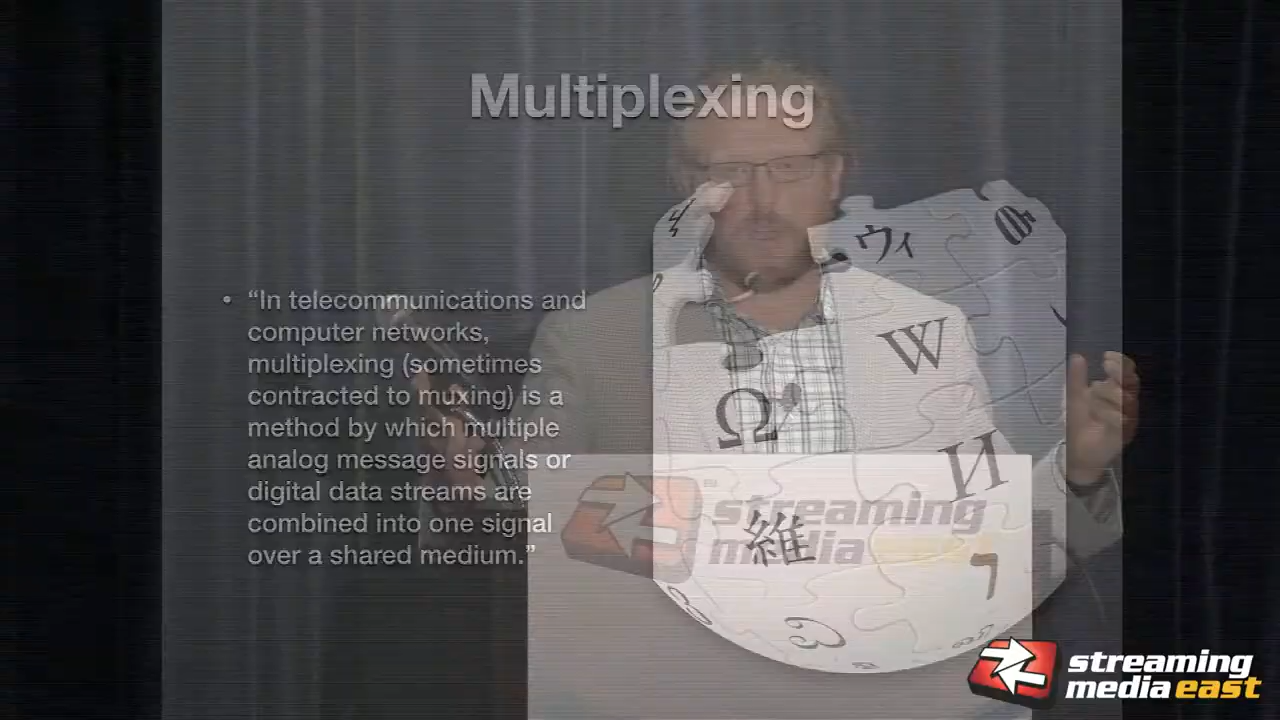 Multiplexing
• “In telecommunications and
computer networks,
multiplexing (sometimes
contracted to muxing) is a
method by which multiple
analog message signals or
digital data streams are
combined into one signal
over a shared medium.”
ウィ
W
Ω
И
維
streaming
media
streaming
media east